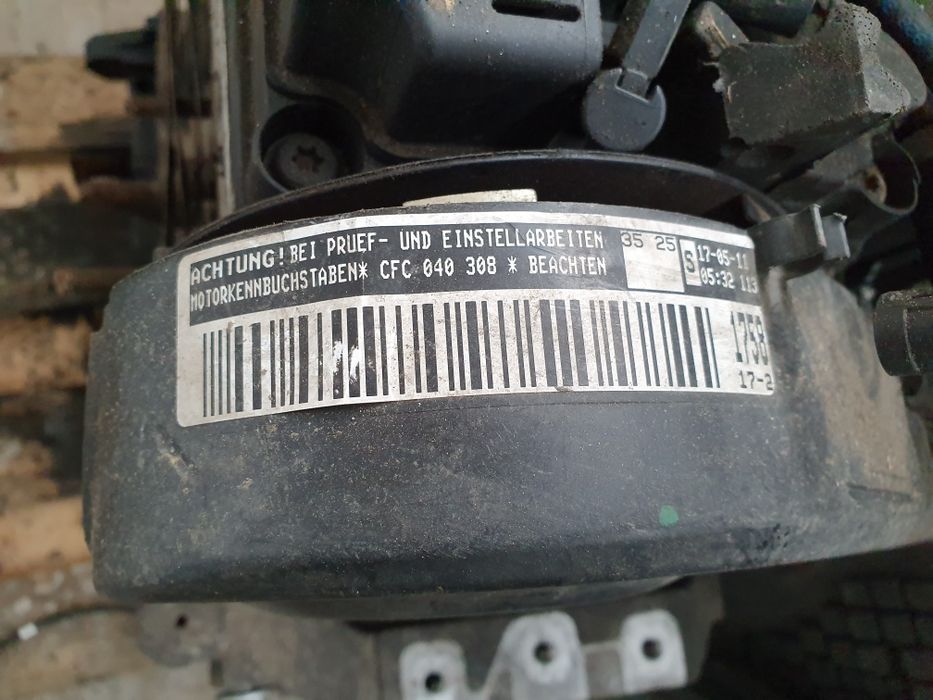 ACHTUNG! BEI PRUEF- UND EINSTELLARBEITEN
MOTORKENNBUCHSTABEN* CFC 040 308 * BEACHTEN
35 25
S
17-05-11
05:32 113
1758
17-2